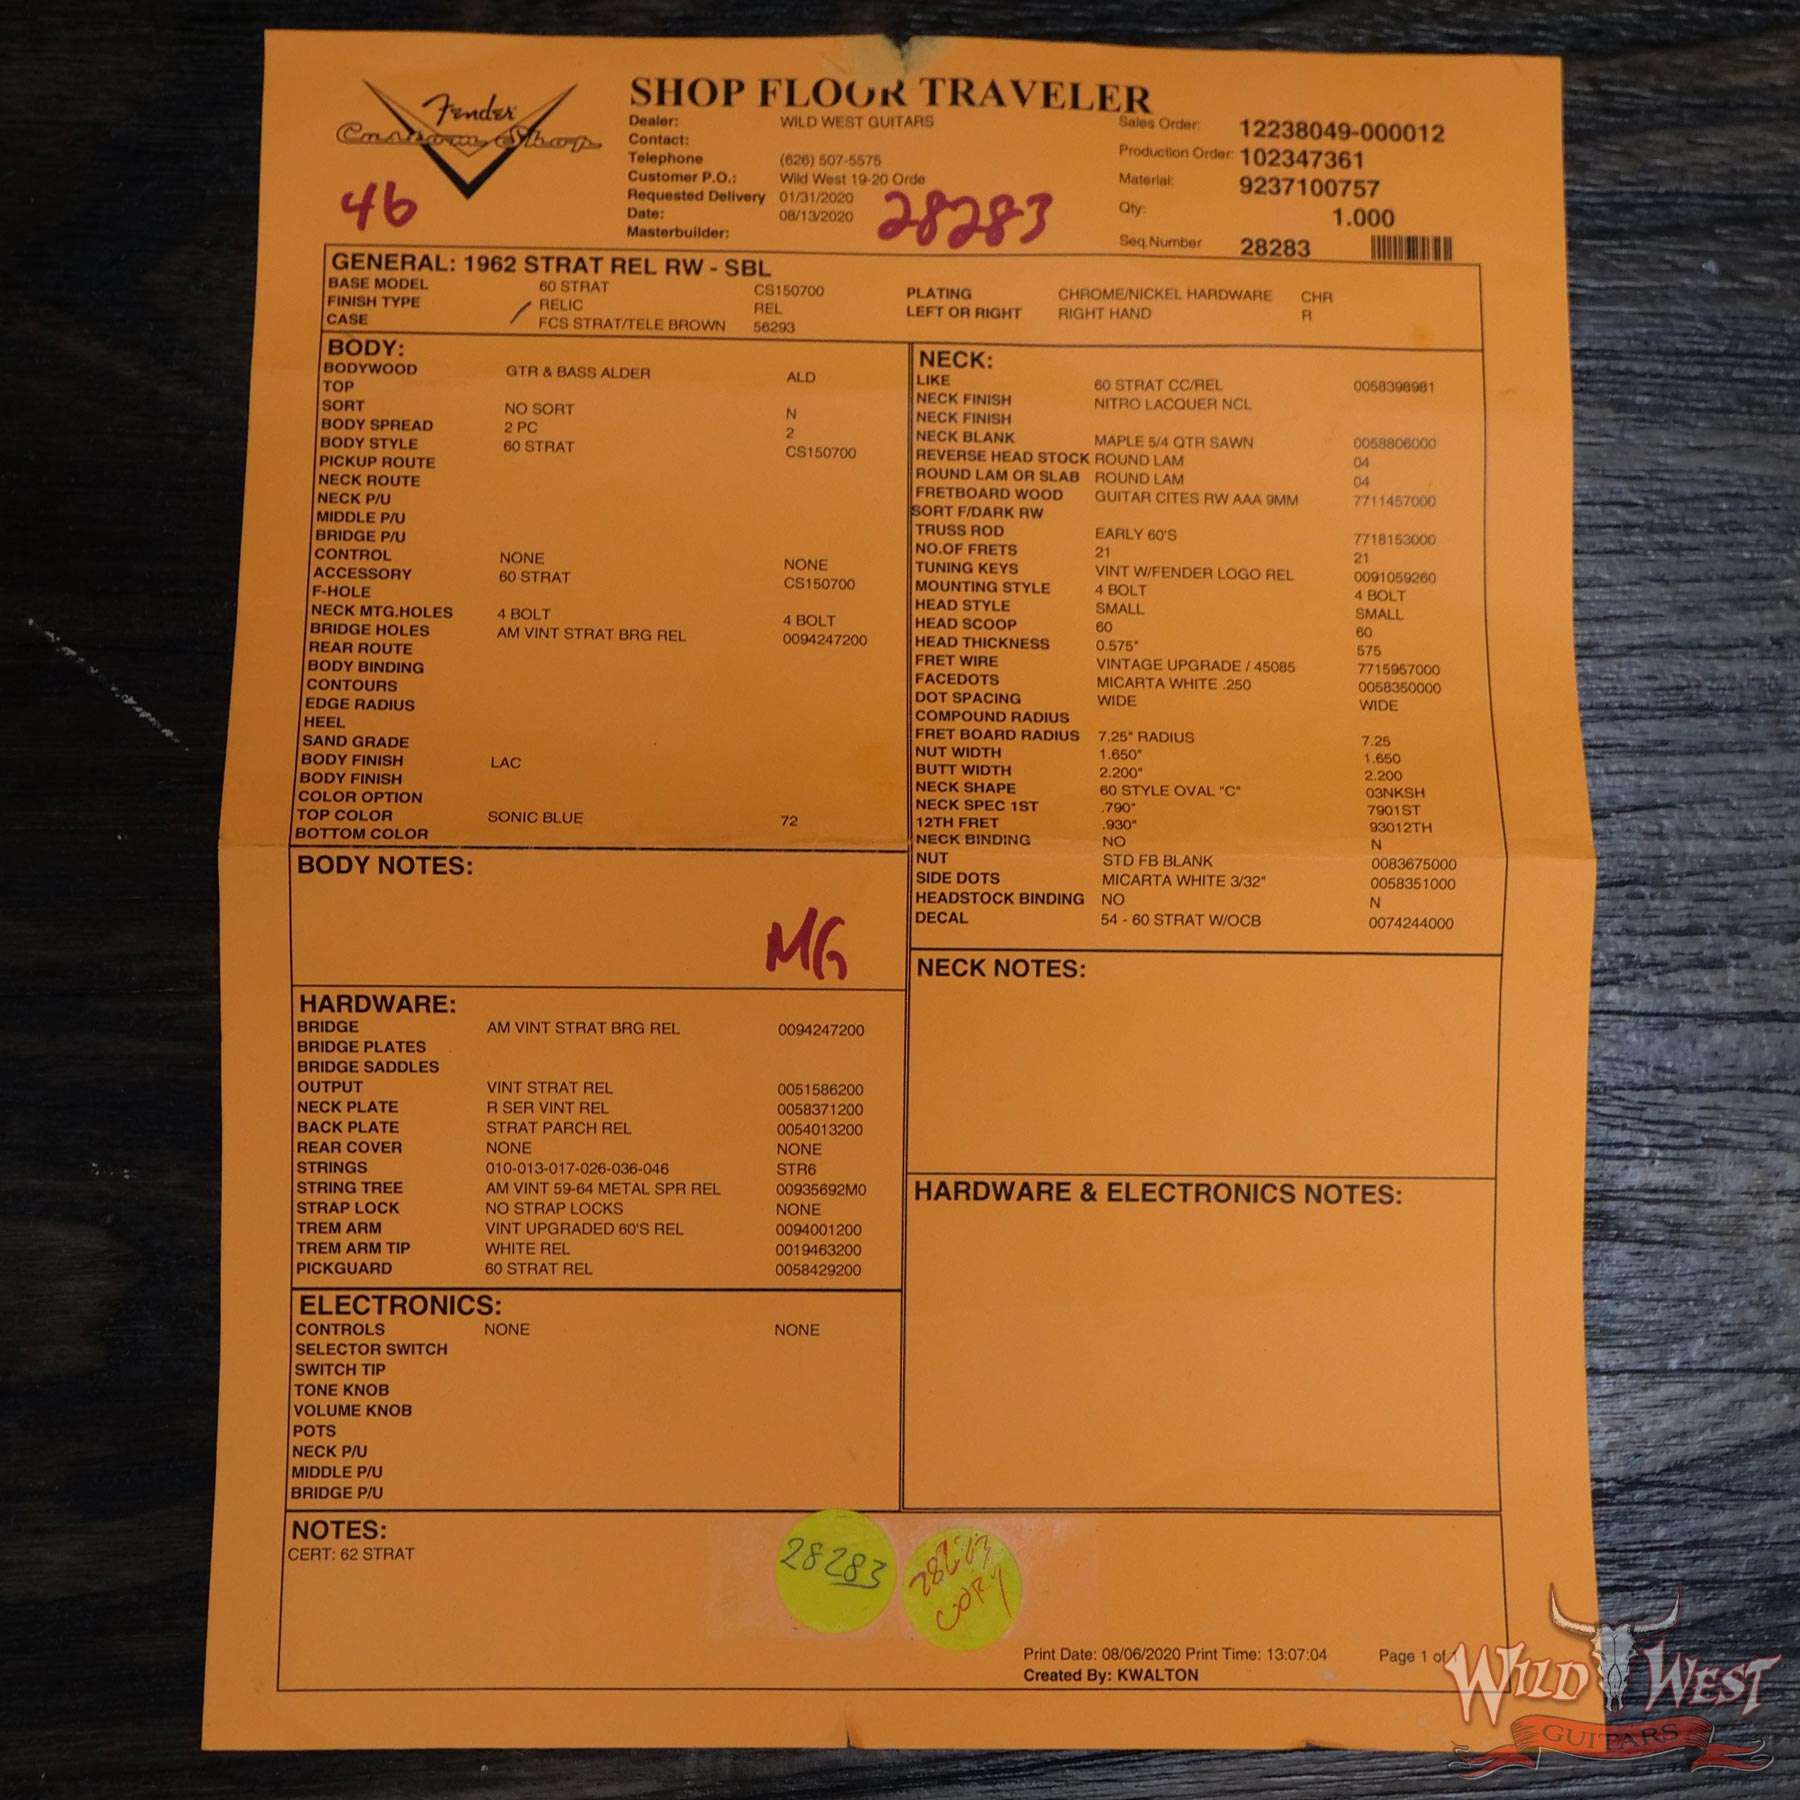 Fender
Custom Shop
SHOP FLOOR TRAVELER
Dealer: WILD WEST GUITARS
Contact:
Telephone (626) 507-5575
Customer P.O.: Wild West 19-20 Orde
Requested Delivery 01/31/2020
Date: 08/13/2020
Masterbuilder:
Sales Order: 12238049-000012
Production Order: 102347361
Material: 9237100757
Qty: 1.000
Seq.Number 28283
46
28283
GENERAL: 1962 STRAT REL RW - SBL
BASE MODEL 60 STRAT CS150700
FINISH TYPE RELIC REL
CASE FCS STRAT/TELE BROWN 56293
PLATING CHROME/NICKEL HARDWARE CHR
LEFT OR RIGHT RIGHT HAND R
BODY:
BODYWOOD GTR & BASS ALDER ALD
TOP
SORT NO SORT N
BODY SPREAD 2 PC 2
BODY STYLE 60 STRAT CS150700
PICKUP ROUTE
NECK ROUTE
NECK P/U
MIDDLE P/U
BRIDGE P/U
CONTROL NONE NONE
ACCESSORY 60 STRAT CS150700
F-HOLE
NECK MTG.HOLES 4 BOLT 4 BOLT
BRIDGE HOLES AM VINT STRAT BRG REL 0094247200
REAR ROUTE
BODY BINDING
CONTOURS
EDGE RADIUS
HEEL
SAND GRADE
BODY FINISH LAC
BODY FINISH
COLOR OPTION
TOP COLOR SONIC BLUE 72
BOTTOM COLOR
BODY NOTES:
MG
HARDWARE:
BRIDGE AM VINT STRAT BRG REL 0094247200
BRIDGE PLATES
BRIDGE SADDLES
OUTPUT VINT STRAT REL 0051586200
NECK PLATE R SER VINT REL 0058371200
BACK PLATE STRAT PARCH REL 0054013200
REAR COVER NONE NONE
STRINGS 010-013-017-026-036-046 STR6
STRING TREE AM VINT 59-64 METAL SPR REL 00935692M0
STRAP LOCK NO STRAP LOCKS NONE
TREM ARM VINT UPGRADED 60'S REL 0094001200
TREM ARM TIP WHITE REL 0019463200
PICKGUARD 60 STRAT REL 0058429200
ELECTRONICS:
CONTROLS NONE NONE
SELECTOR SWITCH
SWITCH TIP
TONE KNOB
VOLUME KNOB
POTS
NECK P/U
MIDDLE P/U
BRIDGE P/U
NECK:
LIKE 60 STRAT CC/REL 0058398981
NECK FINISH NITRO LACQUER NCL
NECK FINISH
NECK BLANK MAPLE 5/4 QTR SAWN 0058806000
REVERSE HEAD STOCK ROUND LAM 04
ROUND LAM OR SLAB ROUND LAM 04
FRETBOARD WOOD GUITAR CITES RW AAA 9MM 7711457000
SORT F/DARK RW
TRUSS ROD EARLY 60'S 7718153000
NO.OF FRETS 21 21
TUNING KEYS VINT W/FENDER LOGO REL 0091059260
MOUNTING STYLE 4 BOLT 4 BOLT
HEAD STYLE SMALL SMALL
HEAD SCOOP 60 60
HEAD THICKNESS 0.575" 575
FRET WIRE VINTAGE UPGRADE / 45085 7715957000
FACEDOTS MICARTA WHITE .250 0058350000
DOT SPACING WIDE WIDE
COMPOUND RADIUS
FRET BOARD RADIUS 7.25" RADIUS 7.25
NUT WIDTH 1.650" 1.650
BUTT WIDTH 2.200" 2.200
NECK SHAPE 60 STYLE OVAL "C" 03NKSH
NECK SPEC 1ST .790" 7901ST
12TH FRET .930" 93012TH
NECK BINDING NO N
NUT STD FB BLANK 0083675000
SIDE DOTS MICARTA WHITE 3/32" 0058351000
HEADSTOCK BINDING NO N
DECAL 54 - 60 STRAT W/OCB 0074244000
NECK NOTES:
HARDWARE & ELECTRONICS NOTES:
NOTES:
CERT: 62 STRAT
28283
28283
COPY
Print Date: 08/06/2020 Print Time: 13:07:04 Page 1 of 1
Created By: KWALTON
WILD WEST
GUITARS